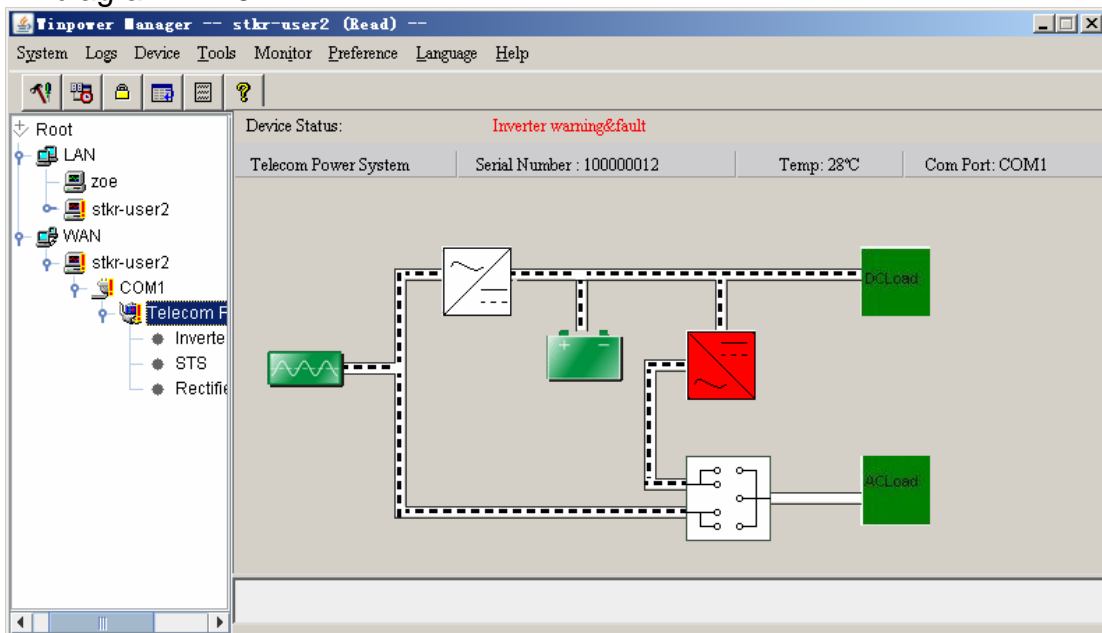 Tinpower Manager -- stkr-user2 (Read) --
System Logs Device Tools Monitor Preference Language Help
Root
LAN
zoe
stkr-user2
WAN
stkr-user2
COM1
Telecom P
Inverte
STS
Rectifie
Device Status: Inverter warning&fault
Telecom Power System Serial Number : 100000012 Temp: 28℃ Com Port: COM1
DCLoad
ACLoad